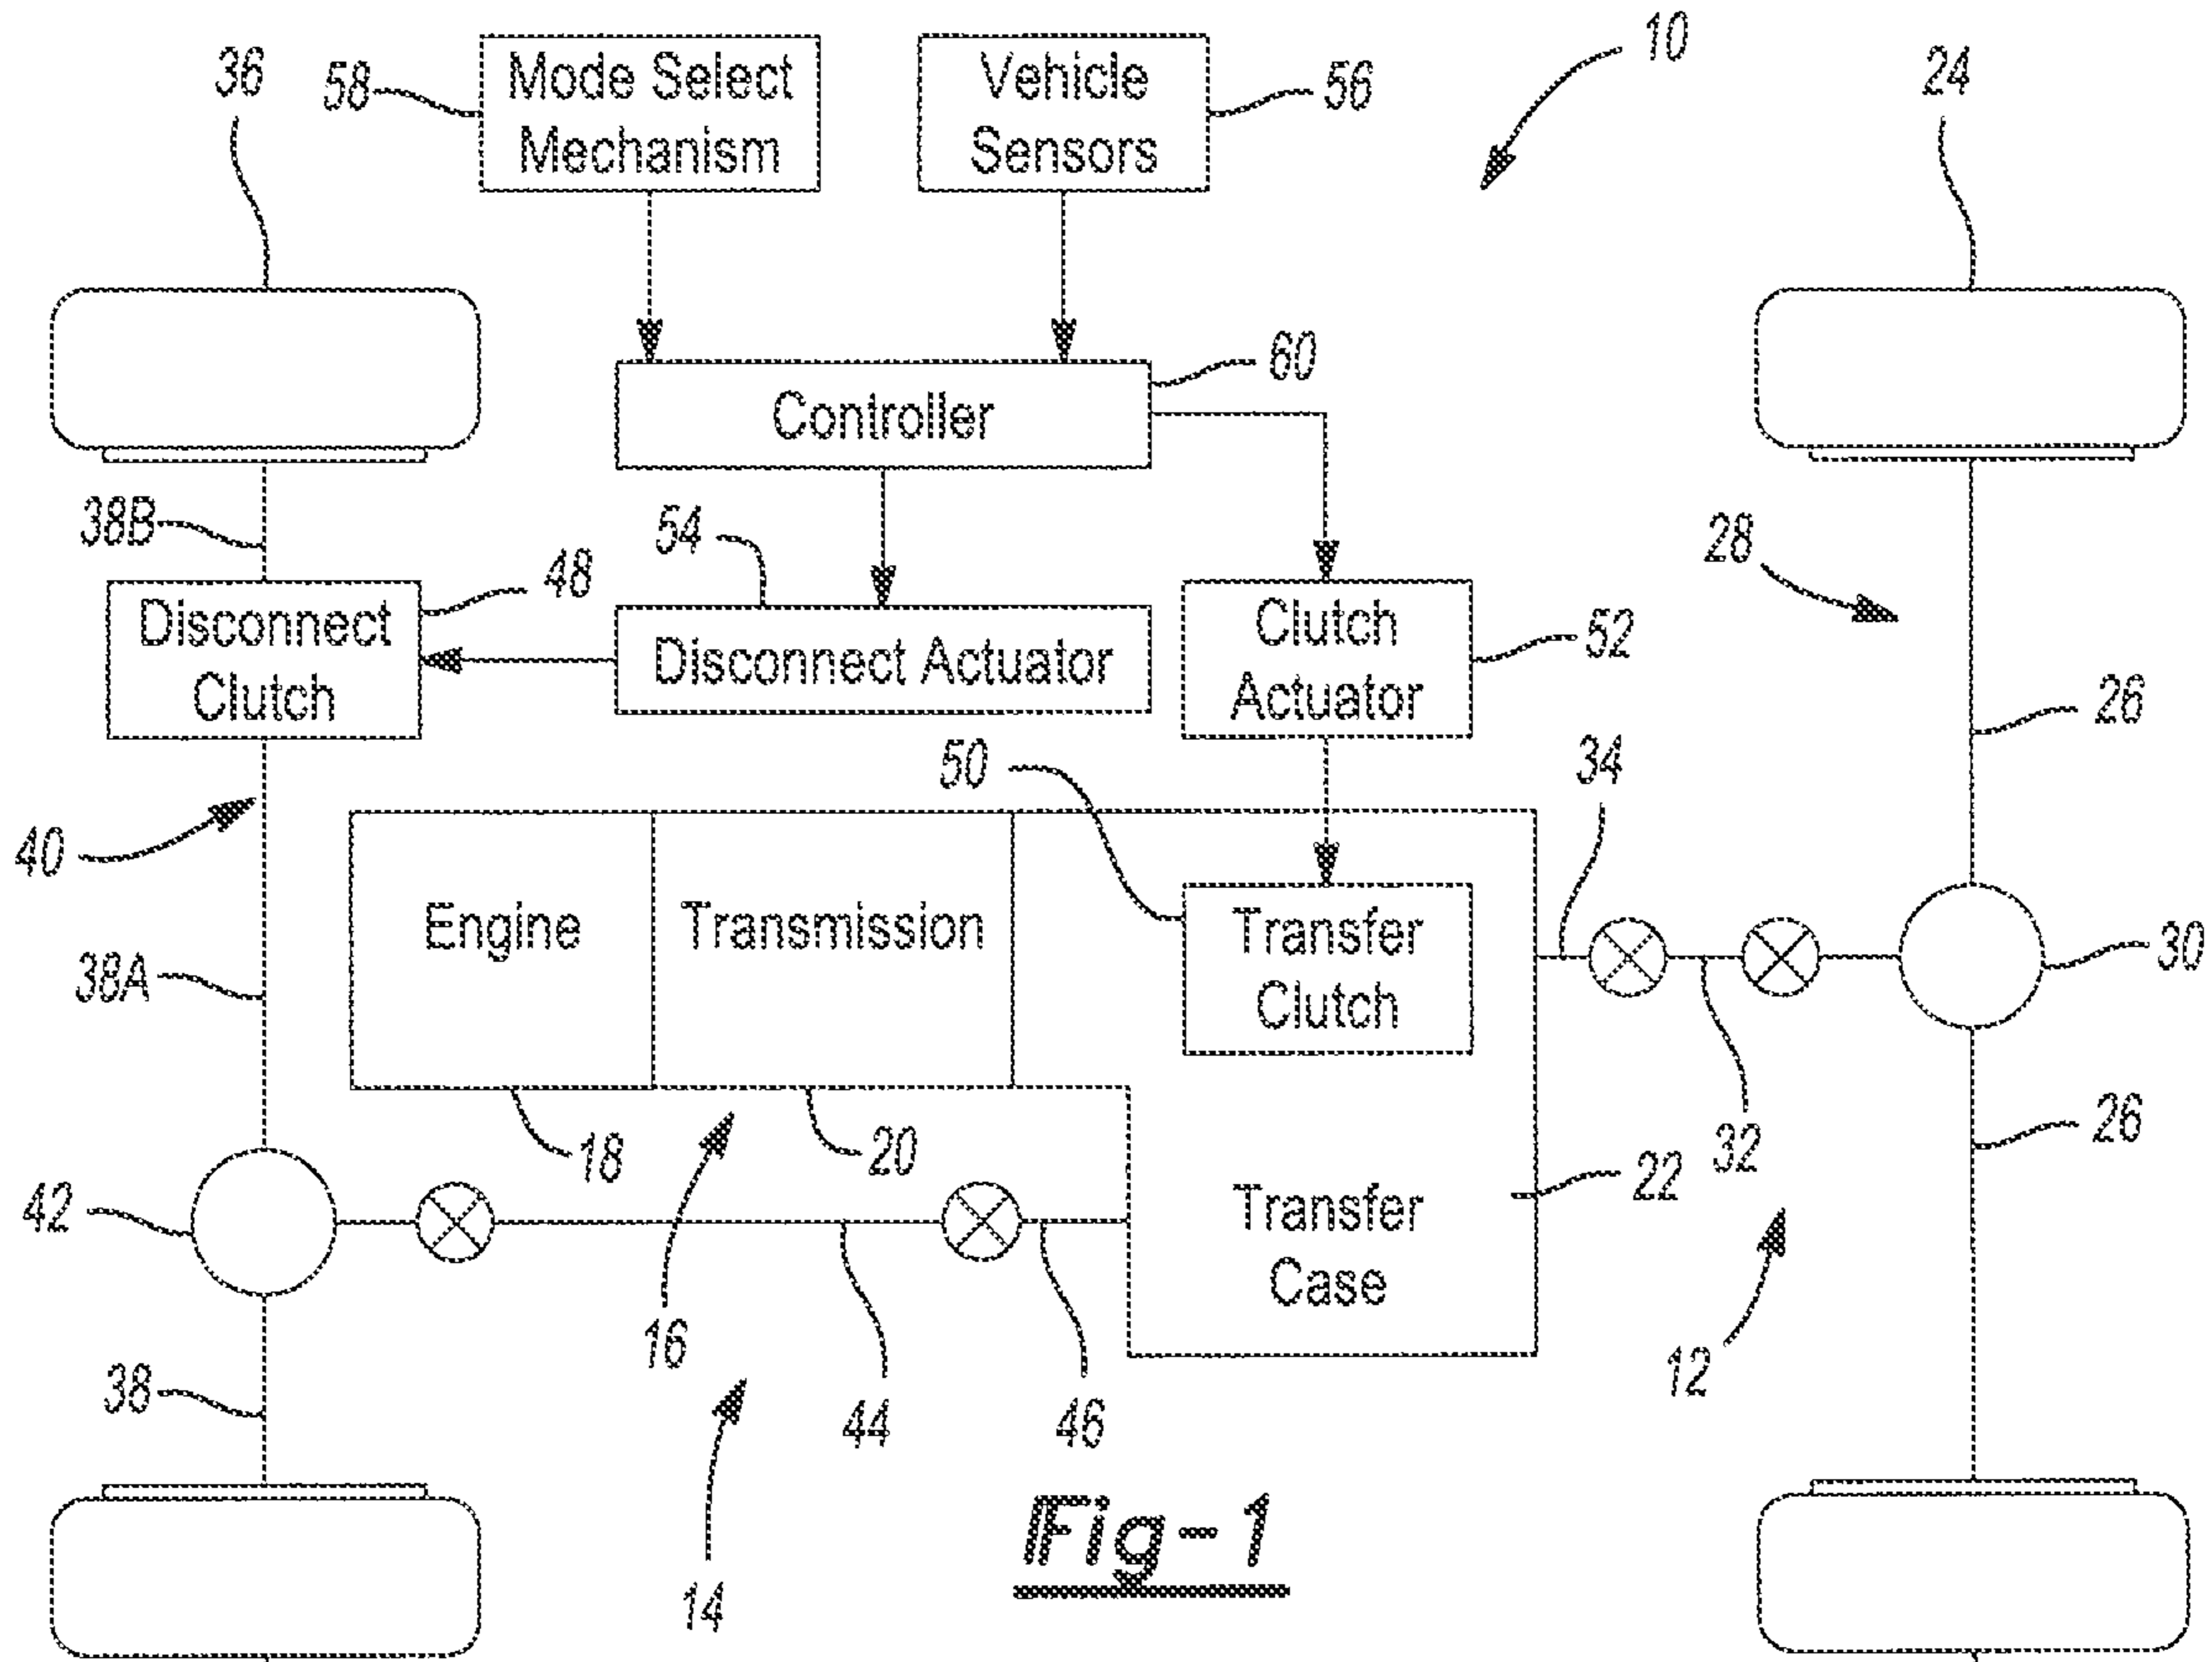 10
36
58
Mode Select
Mechanism
Vehicle
Sensors
56
24
60
Controller
38B
54
48
28
Disconnect
Clutch
Disconnect Actuator
Clutch
Actuator
52
26
50
34
40
Engine
Transmission
Transfer
Clutch
38A
30
18
20
32
26
42
22
Transfer
Case
16
12
38
44
46
14
Fig-1